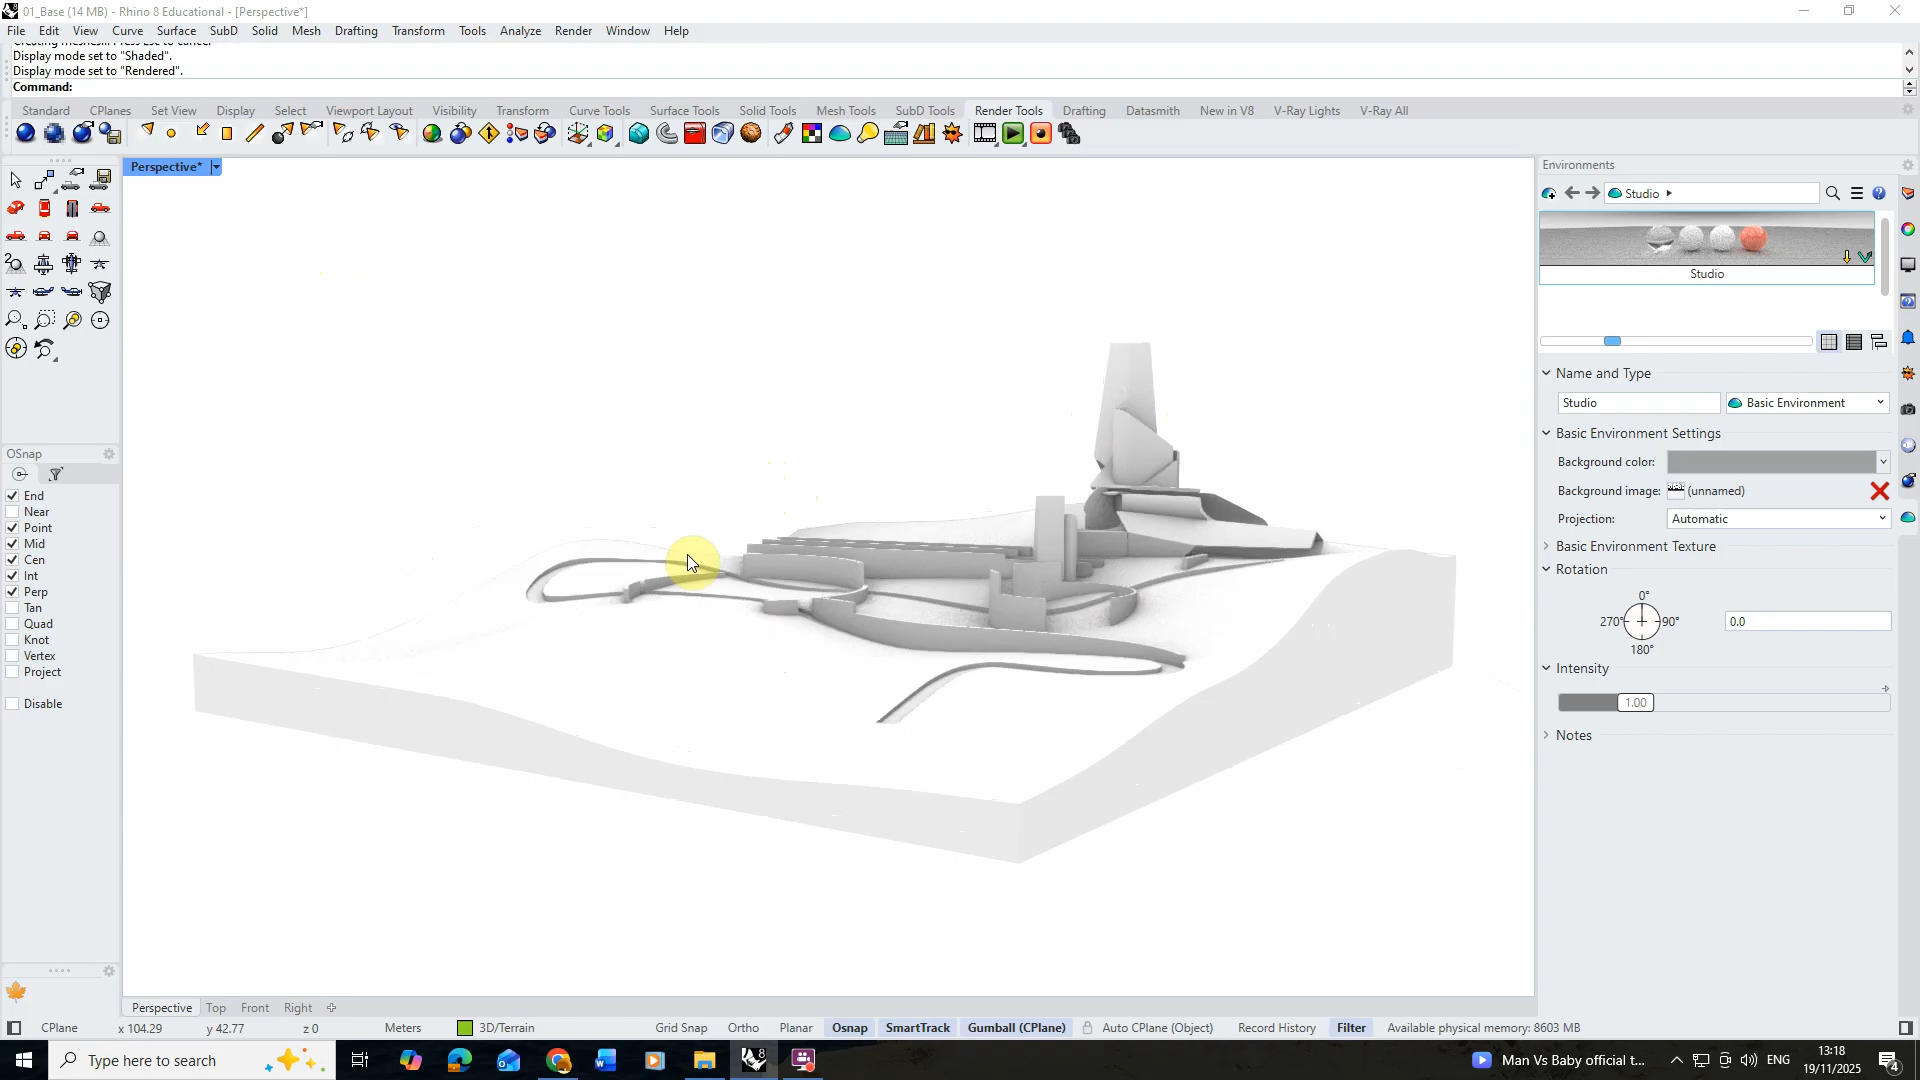 01_Base (14 MB) - Rhino 8 Educational - [Perspective*]
File Edit View Curve Surface SubD Solid Mesh Drafting Transform Tools Analyze Render Window Help
Creating meshes... Press Esc to cancel
Display mode set to "Shaded".
Display mode set to "Rendered".
Command:
Standard CPlanes Set View Display Select Viewport Layout Visibility Transform Curve Tools Surface Tools Solid Tools Mesh Tools SubD Tools Render Tools Drafting Datasmith New in V8 V-Ray Lights V-Ray All
Perspective*
Environments
Studio
Studio
Name and Type
Studio Basic Environment
Basic Environment Settings
Background color:
Background image: (unnamed)
Projection: Automatic
Basic Environment Texture
Rotation
0°
270° 90° 0.0
180°
Intensity
1.00
Notes
OSnap
End
Near
Point
Mid
Cen
Int
Perp
Tan
Quad
Knot
Vertex
Project
Disable
Perspective Top Front Right
CPlane x 104.29 y 42.77 z 0 Meters 3D/Terrain Grid Snap Ortho Planar Osnap SmartTrack Gumball (CPlane) Auto CPlane (Object) Record History Filter Available physical memory: 8603 MB
Type here to search
Man Vs Baby official t...
ENG
13:18
19/11/2025
4